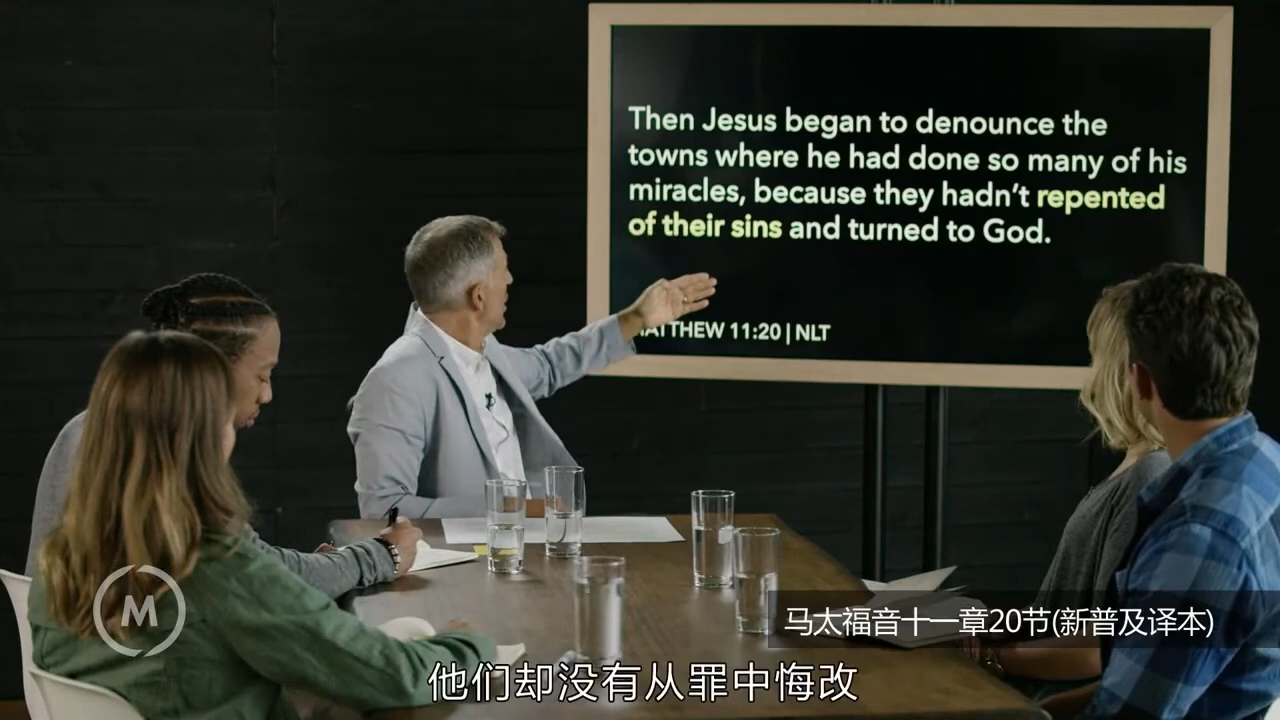 Then Jesus began to denounce the
towns where he had done so many of his
miracles, because they hadn't repented
of their sins and turned to God.
MATTHEW 11:20 | NLT
M
马太福音十一章20节(新普及译本)
他们却没有从罪中悔改